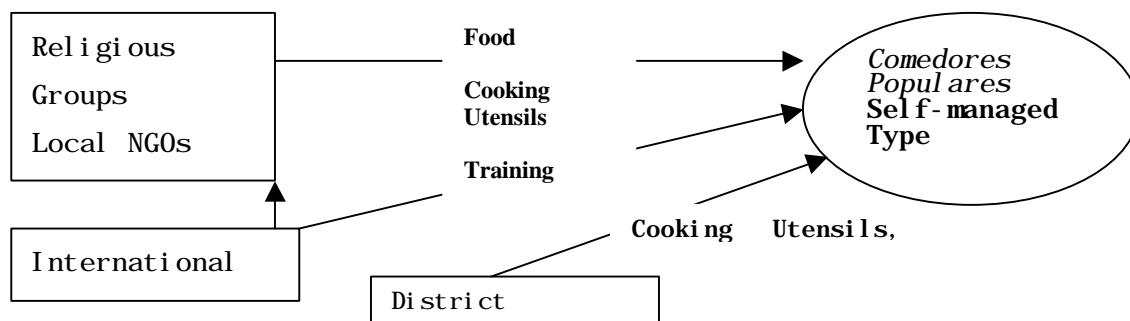 Religious
Groups
Local NGOs
Food
Cooking
Utensils
Training
Comedores
Populares
Self-managed
Type
Cooking Utensils,
International
District